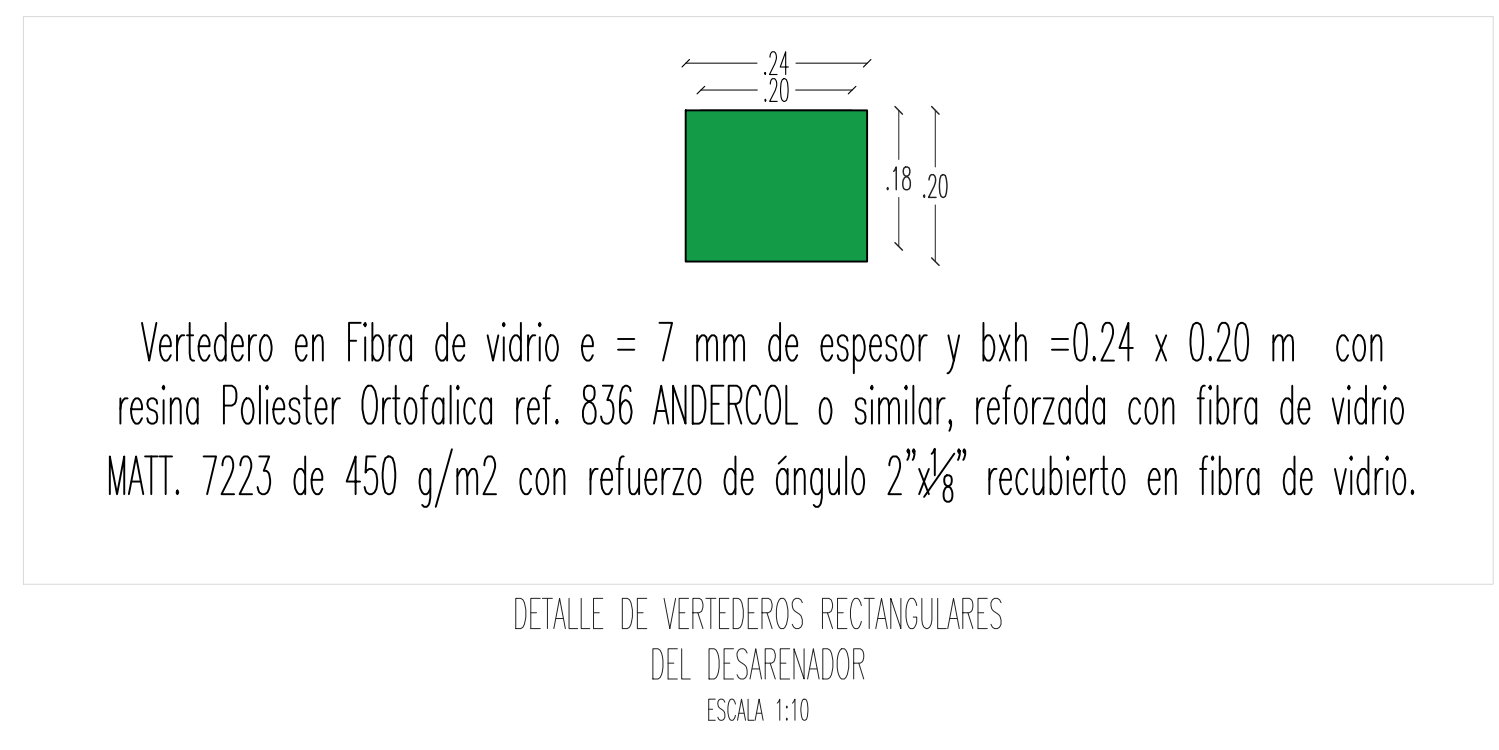 .24
.20
.18 .20
Vertedero en Fibra de vidrio e = 7 mm de espesor y bxh =0.24 x 0.20 m con
resina Poliester Ortofalica ref. 836 ANDERCOL o similar, reforzada con fibra de vidrio
MATT. 7223 de 450 g/m2 con refuerzo de ángulo 2"x1/8" recubierto en fibra de vidrio.
DETALLE DE VERTEDEROS RECTANGULARES
DEL DESARENADOR
ESCALA 1:10